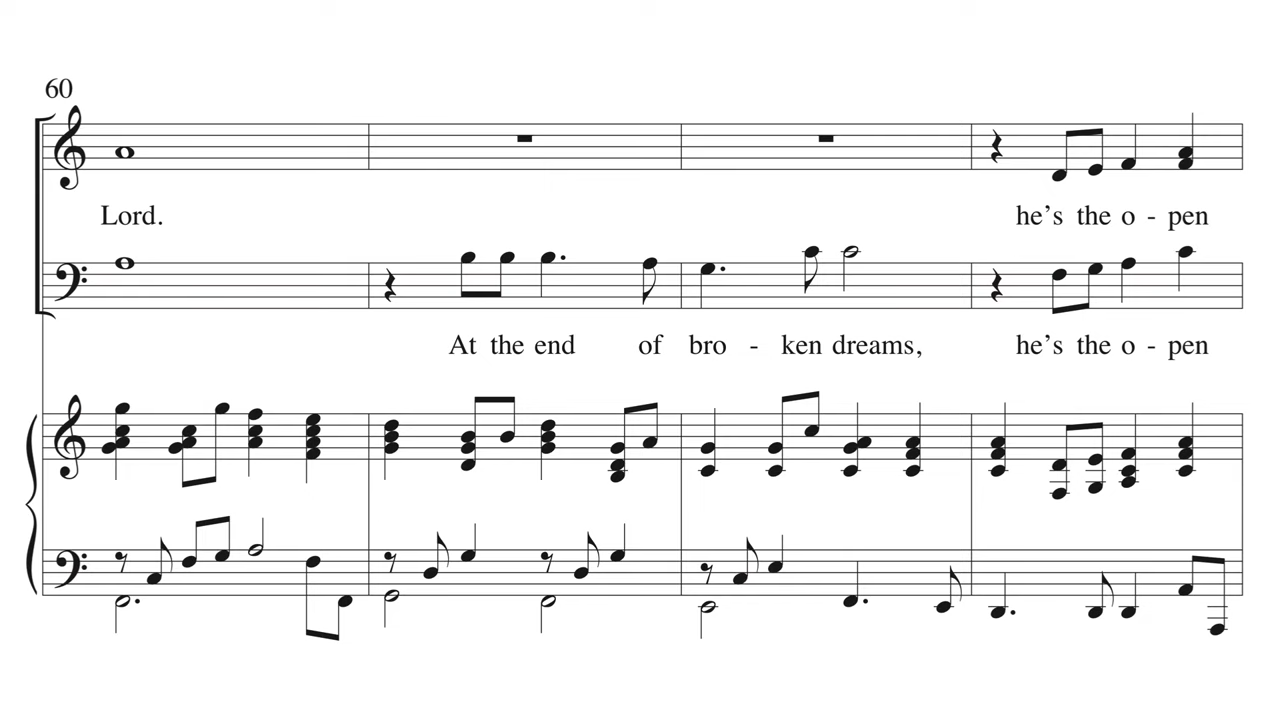 60
Lord. he's the o - pen
At the end of bro - ken dreams, he's the o - pen